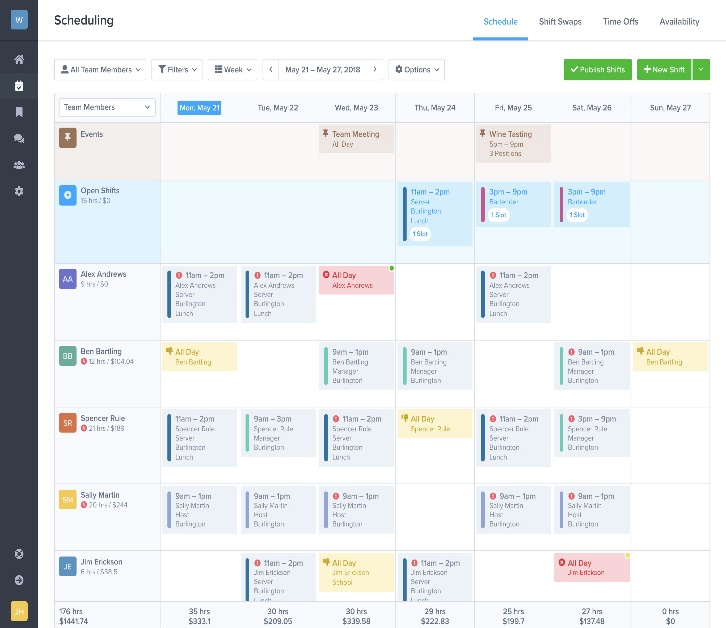 W
Scheduling
Schedule
Shift Swaps
Time Offs
Availability
All Team Members
Filters
Week
May 21 – May 27, 2018
Options
Publish Shifts
New Shift
Team Members
Mon, May 21
Tue, May 22
Wed, May 23
Thu, May 24
Fri, May 25
Sat, May 26
Sun, May 27
Events
Team Meeting
All Day
Wine Tasting
5pm – 9pm
3 Positions
Open Shifts
15 hrs / $0
11am – 2pm
Server
Burlington
Lunch
1 Slot
3pm – 9pm
Bartender
1 Slot
3pm – 9pm
Bartender
1 Slot
AA
Alex Andrews
9 hrs / $0
11am – 2pm
Alex Andrews
Server
Burlington
Lunch
11am – 2pm
Alex Andrews
Server
Burlington
Lunch
All Day
Alex Andrews
11am – 2pm
Alex Andrews
Server
Burlington
Lunch
BB
Ben Bartling
12 hrs / $104.04
All Day
Ben Bartling
9am – 1pm
Ben Bartling
Manager
Burlington
9am – 1pm
Ben Bartling
Manager
Burlington
9am – 1pm
Ben Bartling
Manager
Burlington
All Day
Ben Bartling
SR
Spencer Rule
21 hrs / $189
11am – 2pm
Spencer Rule
Server
Burlington
Lunch
9am – 3pm
Spencer Rule
Manager
Burlington
11am – 2pm
Spencer Rule
Server
Burlington
Lunch
All Day
Spencer Rule
11am – 2pm
Spencer Rule
Server
Burlington
Lunch
3pm – 9pm
Spencer Rule
Manager
Burlington
SM
Sally Martin
20 hrs / $244
9am – 1pm
Sally Martin
Host
Burlington
9am – 1pm
Sally Martin
Host
Burlington
9am – 1pm
Sally Martin
Host
Burlington
9am – 1pm
Sally Martin
Host
Burlington
9am – 1pm
Sally Martin
Host
Burlington
JE
Jim Erickson
6 hrs / $58.5
11am – 2pm
Jim Erickson
Server
Burlington
Lunch
All Day
Jim Erickson
School
11am – 2pm
Jim Erickson
Server
Burlington
Lunch
All Day
Jim Erickson
JH
176 hrs
$1441.74
35 hrs
$333.1
30 hrs
$209.05
30 hrs
$339.58
29 hrs
$222.83
25 hrs
$199.7
27 hrs
$137.48
0 hrs
$0